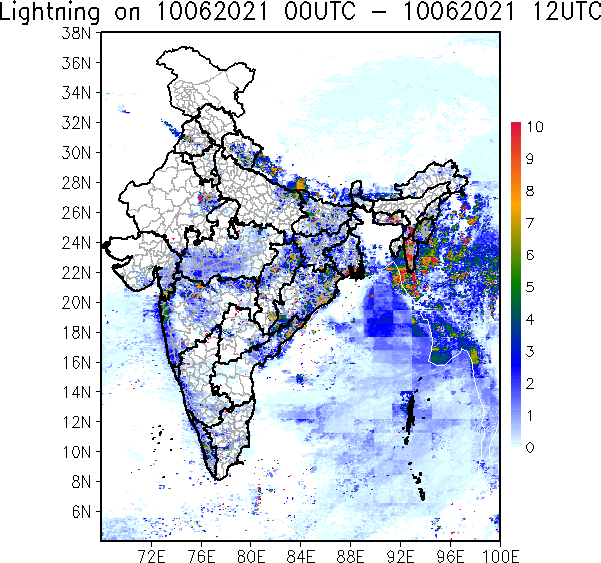 Lightning on 10062021 00UTC – 10062021 12UTC
38N
36N
34N
32N
30N
28N
26N
24N
22N
20N
18N
16N
14N
12N
10N
8N
6N
72E 76E 80E 84E 88E 92E 96E 100E
10
9
8
7
6
5
4
3
2
1
0